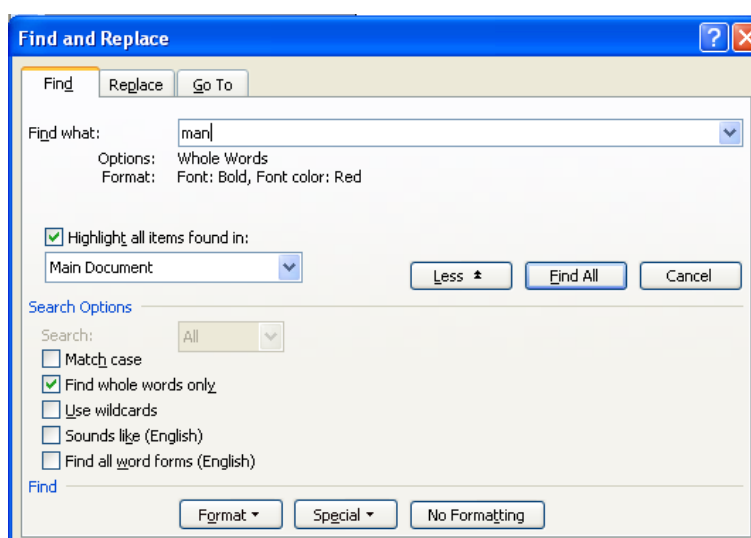 Find and Replace
Find Replace Go To
Find what: man
Options: Whole Words
Format: Font: Bold, Font color: Red
Highlight all items found in:
Main Document Less Find All Cancel
Search Options
Search: All
Match case
Find whole words only
Use wildcards
Sounds like (English)
Find all word forms (English)
Find
Format Special No Formatting